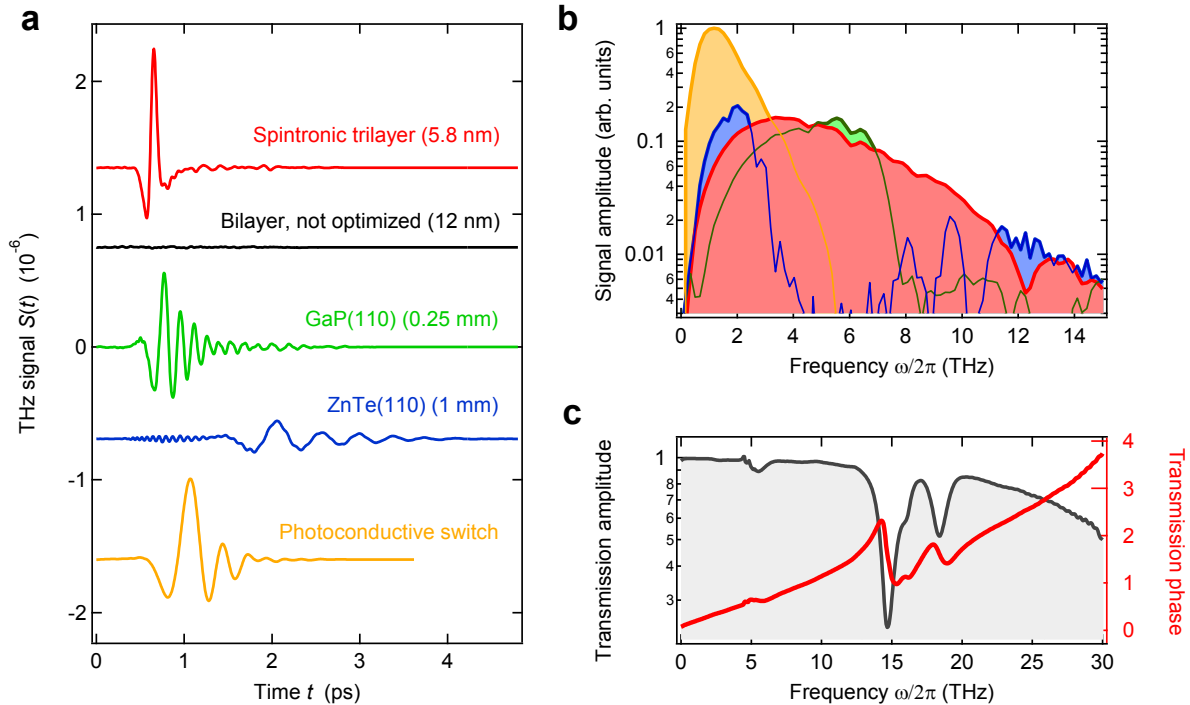 a
THz signal S(t) (10⁻⁶)
2
1
0
-1
-2
Spintronic trilayer (5.8 nm)
Bilayer, not optimized (12 nm)
GaP(110) (0.25 mm)
ZnTe(110) (1 mm)
Photoconductive switch
0 1 2 3 4
Time t (ps)
b
Signal amplitude (arb. units)
1
6
4
2
0.1
6
4
2
0.01
6
4
0 2 4 6 8 10 12 14
Frequency ω/2π (THz)
c
Transmission amplitude
1
8
7
6
5
4
3
Transmission phase
4
3
2
1
0
0 5 10 15 20 25 30
Frequency ω/2π (THz)